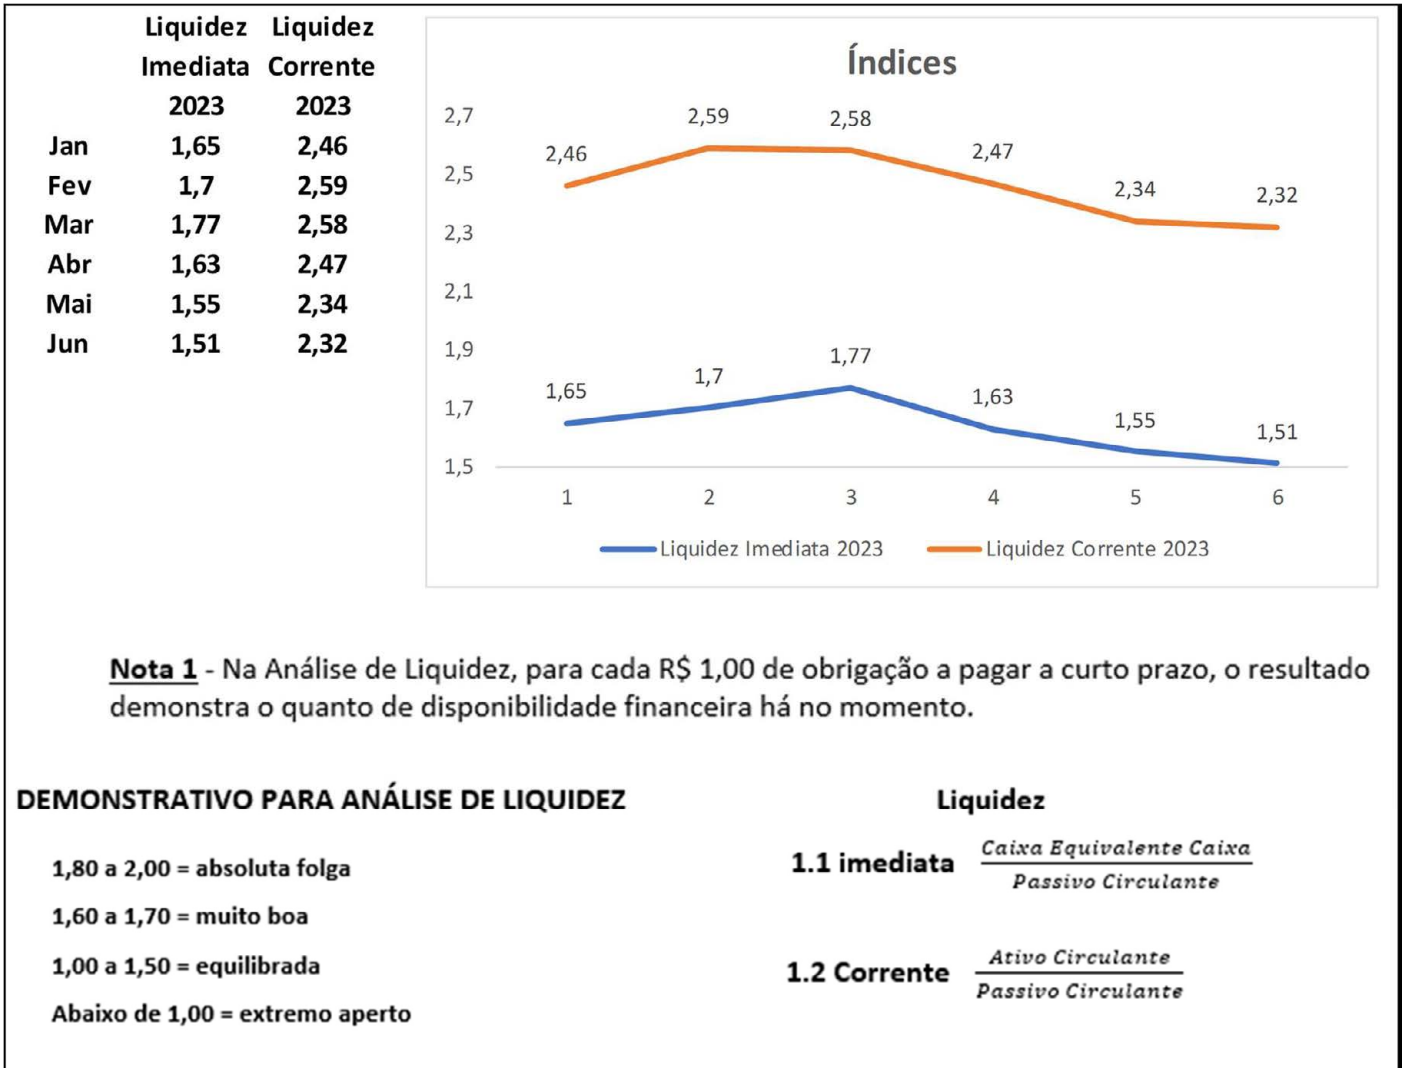 Liquidez Liquidez
Imediata Corrente
2023 2023
Jan 1,65 2,46
Fev 1,7 2,59
Mar 1,77 2,58
Abr 1,63 2,47
Mai 1,55 2,34
Jun 1,51 2,32
Índices
2,7
2,5
2,3
2,1
1,9
1,7
1,5
2,46 2,59 2,58 2,47 2,34 2,32
1,65 1,7 1,77 1,63 1,55 1,51
1 2 3 4 5 6
Liquidez Imediata 2023 Liquidez Corrente 2023
Nota 1 - Na Análise de Liquidez, para cada R$ 1,00 de obrigação a pagar a curto prazo, o resultado
demonstra o quanto de disponibilidade financeira há no momento.
DEMONSTRATIVO PARA ANÁLISE DE LIQUIDEZ
1,80 a 2,00 = absoluta folga
1,60 a 1,70 = muito boa
1,00 a 1,50 = equilibrada
Abaixo de 1,00 = extremo aperto
Liquidez
1.1 imediata Caixa Equivalente Caixa
Passivo Circulante
1.2 Corrente Ativo Circulante
Passivo Circulante